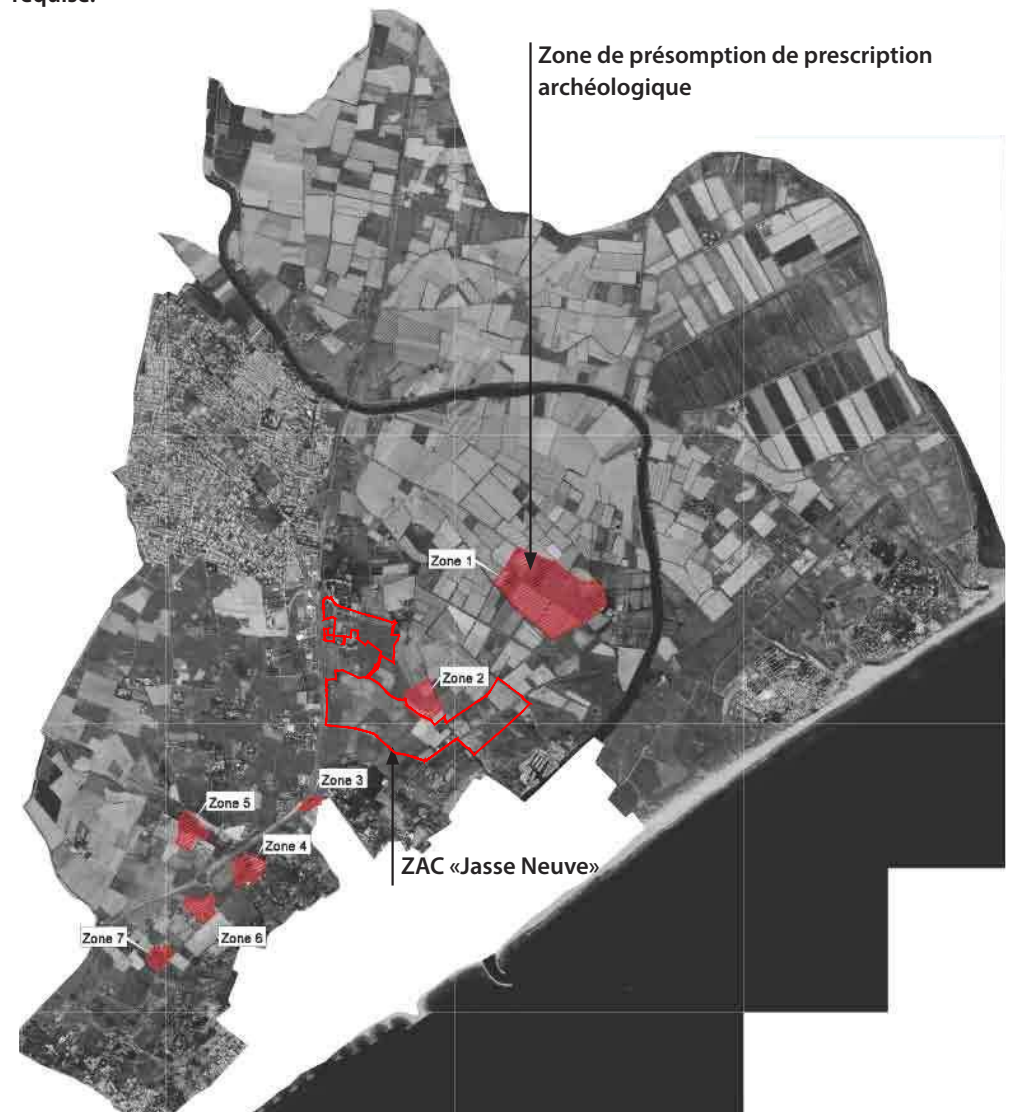 requise.
Zone de présomption de prescription
archéologique
Zone 1
Zone 2
Zone 3
Zone 5
Zone 4
ZAC «Jasse Neuve»
Zone 7
Zone 6